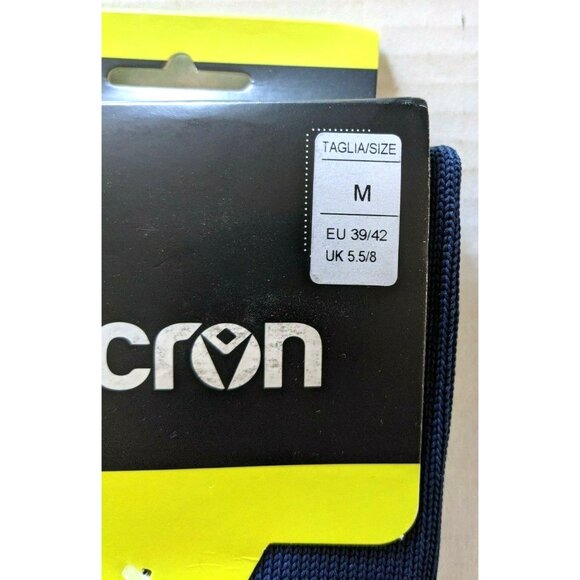 TAGLIA/SIZE
M
EU 39/42
UK 5.5/8
cron